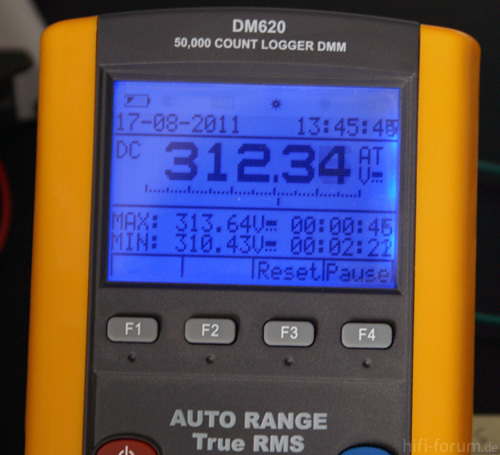 DM620
50,000 COUNT LOGGER DMM
17-08-2011 13:45:48
DC 312.34 AT V
MAX: 313.64V 00:00:45
MIN: 310.43V 00:02:22
Reset Pause
F1 F2 F3 F4
AUTO RANGE
True RMS
hifi-forum.de